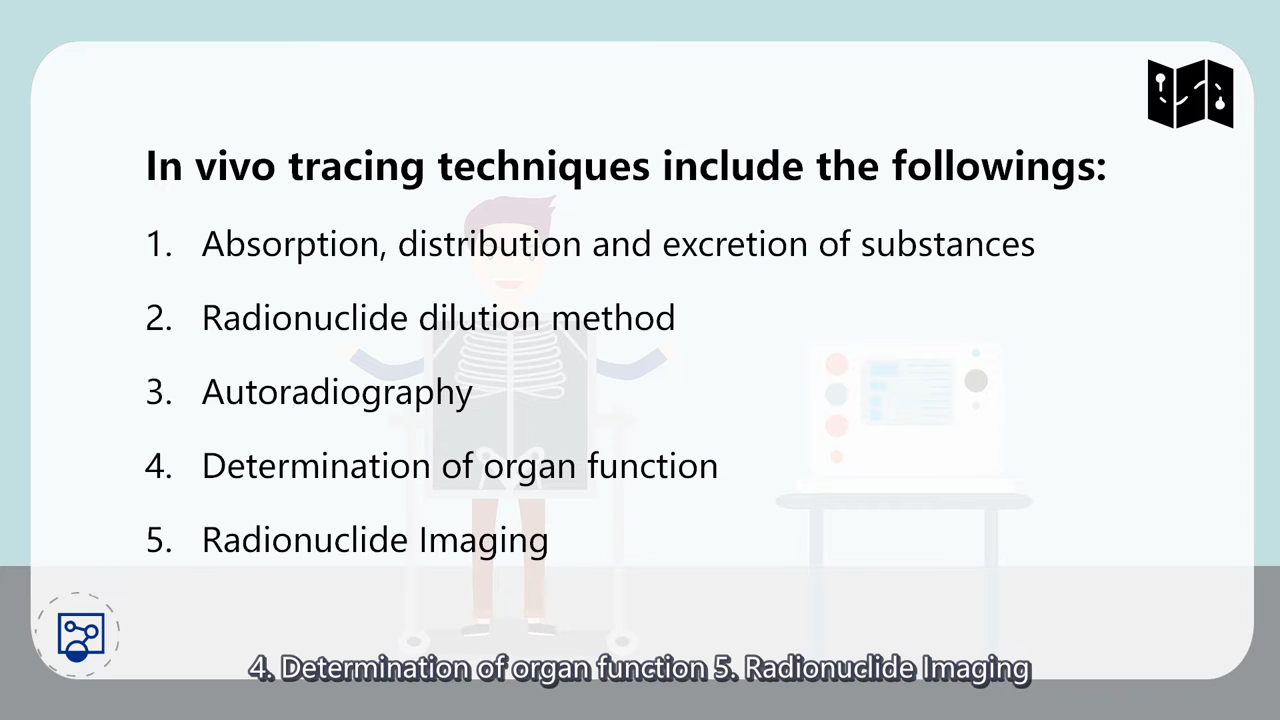 In vivo tracing techniques include the followings:
1. Absorption, distribution and excretion of substances
2. Radionuclide dilution method
3. Autoradiography
4. Determination of organ function
5. Radionuclide Imaging
4. Determination of organ function 5. Radionuclide Imaging